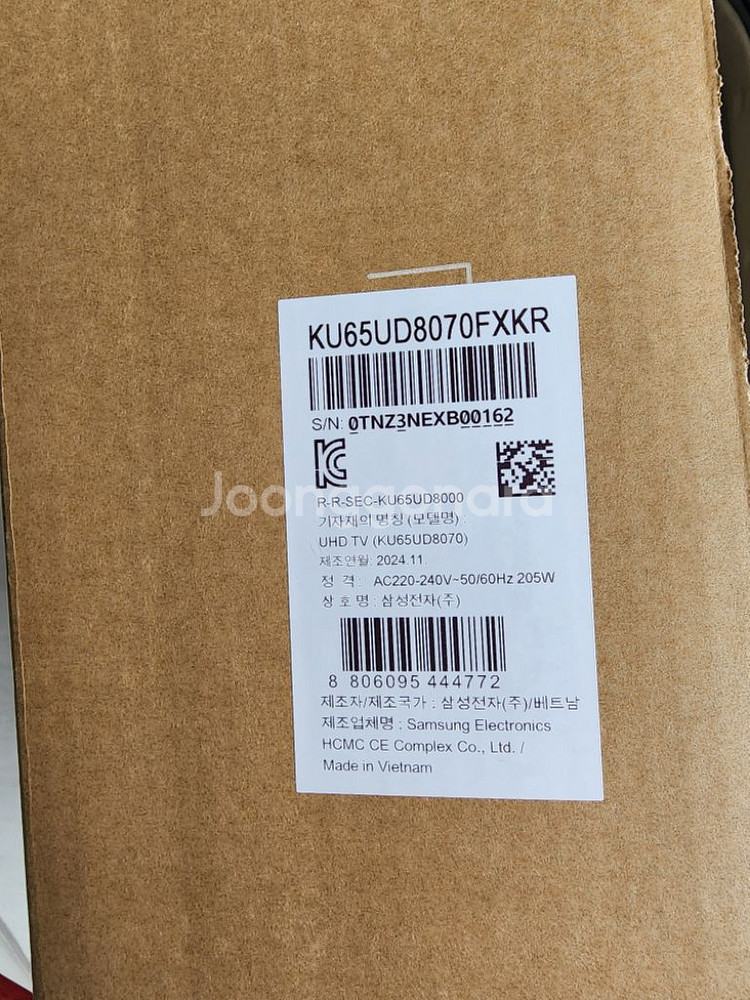 KU65UD8070FXKR
S/N: 0TNZ3NEXB00162
R-R-SEC-KU65UD8000
기자재의 명칭 (모델명) :
UHD TV (KU65UD8070)
제조연월: 2024.11.
정 격 : AC220-240V~50/60Hz 205W
상 호 명 : 삼성전자(주)
8 806095 444772
제조자/제조국가 : 삼성전자(주)/베트남
제조업체명 : Samsung Electronics
HCMC CE Complex Co., Ltd. /
Made in Vietnam
Joonggonara